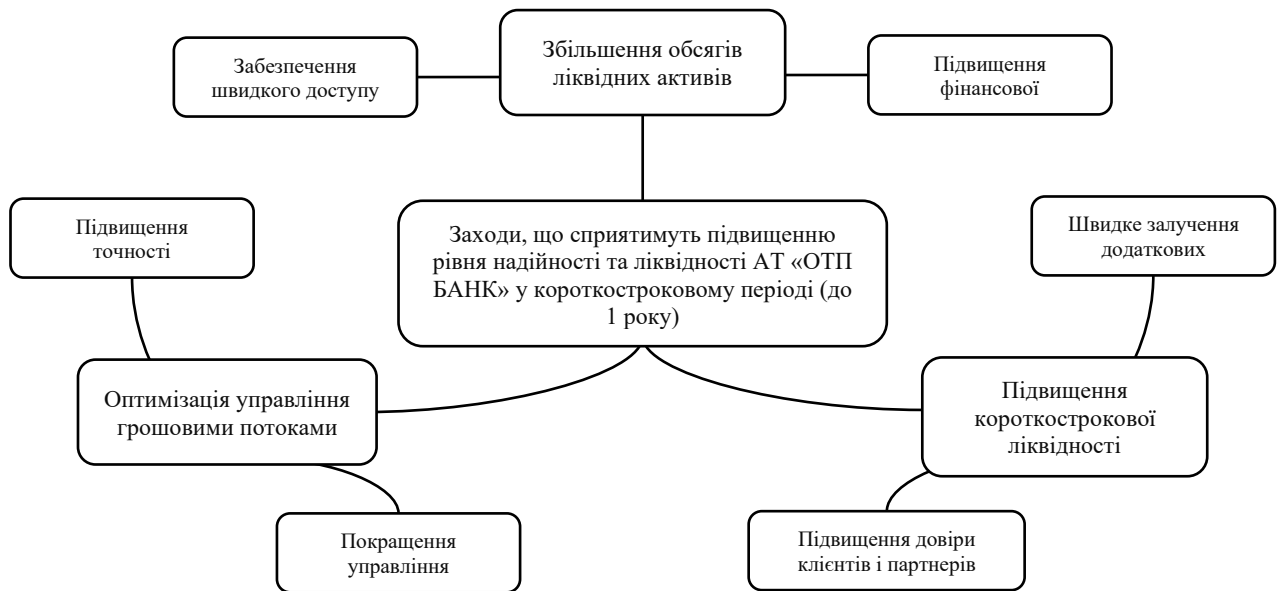 Збільшення обсягів
ліквідних активів
Забезпечення
швидкого доступу
Підвищення
фінансової
Підвищення
точності
Заходи, що сприятимуть підвищенню
рівня надійності та ліквідності АТ «ОТП
БАНК» у короткостроковому періоді (до
1 року)
Швидке залучення
додаткових
Оптимізація управління
грошовими потоками
Підвищення
короткострокової
ліквідності
Покращення
управління
Підвищення довіри
клієнтів і партнерів